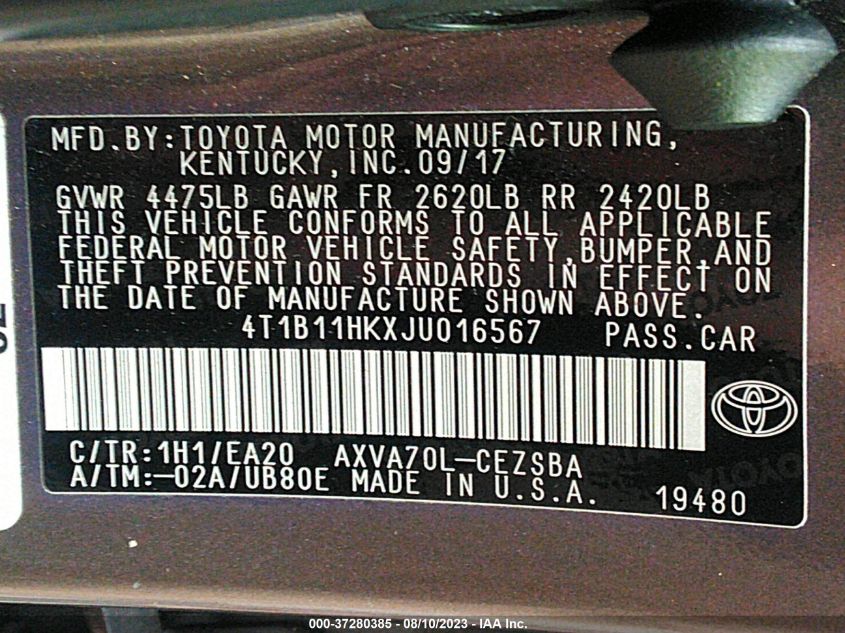 MFD.BY:TOYOTA MOTOR MANUFACTURING,
KENTUCKY,INC.09/17
GVWR 4475LB GAWR FR 2620LB RR 2420LB
THIS VEHICLE CONFORMS TO ALL APPLICABLE
FEDERAL MOTOR VEHICLE SAFETY,BUMPER,AND
THEFT PREVENTION STANDARDS IN EFFECT ON
THE DATE OF MANUFACTURE SHOWN ABOVE.
4T1B11HKXJU016567 PASS.CAR
C/TR:1H1/EA20 AXVA70L-CEZSBA
A/TM:-02A/UB80E MADE IN U.S.A. 19480
000-37280385 - 08/10/2023 - IAA Inc.